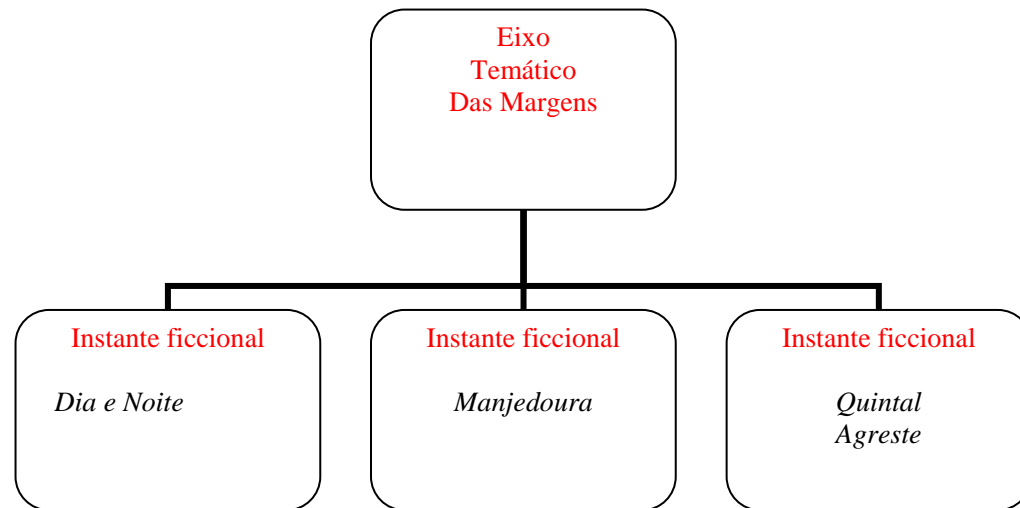 Eixo
Temático
Das Margens
Instante ficcional
Dia e Noite
Instante ficcional
Manjedoura
Instante ficcional
Quintal
Agreste